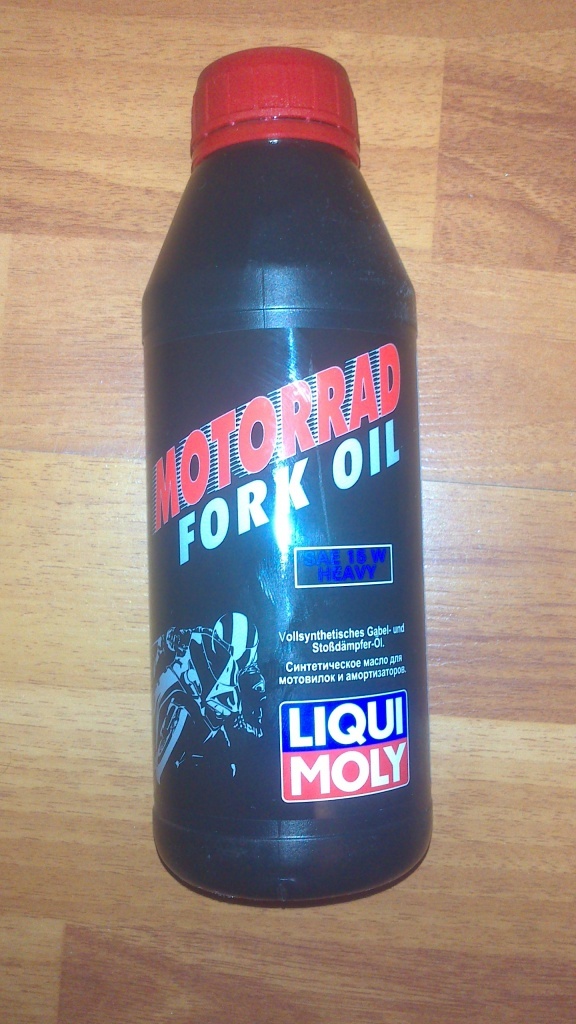 MOTORRAD
FORK OIL
SAE 15 W
HEAVY
Vollsynthetisches Gabel- und
Stoßdämpfer-Öl.
Синтетическое масло для
мотовилок и амортизаторов.
LIQUI
MOLY